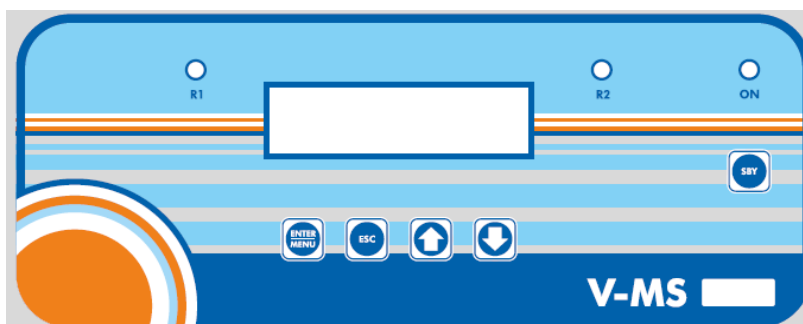 R1
R2
ON
SBY
ENTER
MENU
ESC
V-MS